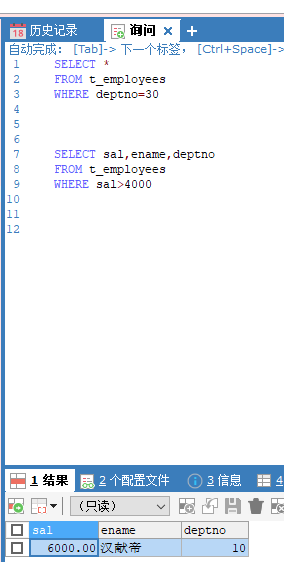 18 历史记录 询问
自动完成: [Tab]-> 下一个标签, [Ctrl+Space]->
1 SELECT *
2 FROM t_employees
3 WHERE deptno=30
4
5
6
7 SELECT sal,ename,deptno
8 FROM t_employees
9 WHERE sal>4000
10
11
12
1 结果 2 个配置文件 3 信息 4
（只读）
sal ename deptno
6000.00 汉献帝 10